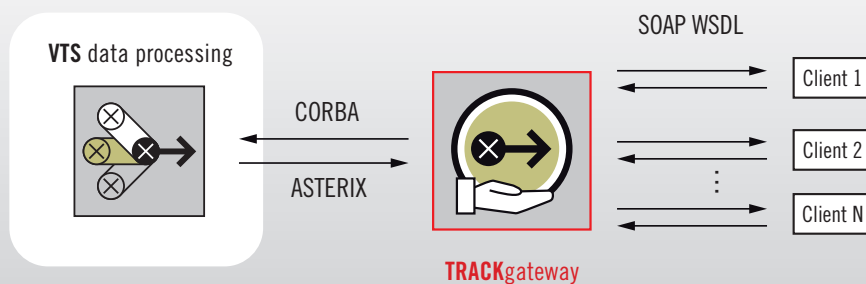 SOAP WSDL
VTS data processing
Client 1
CORBA
Client 2
ASTERIX
Client N
TRACKgateway